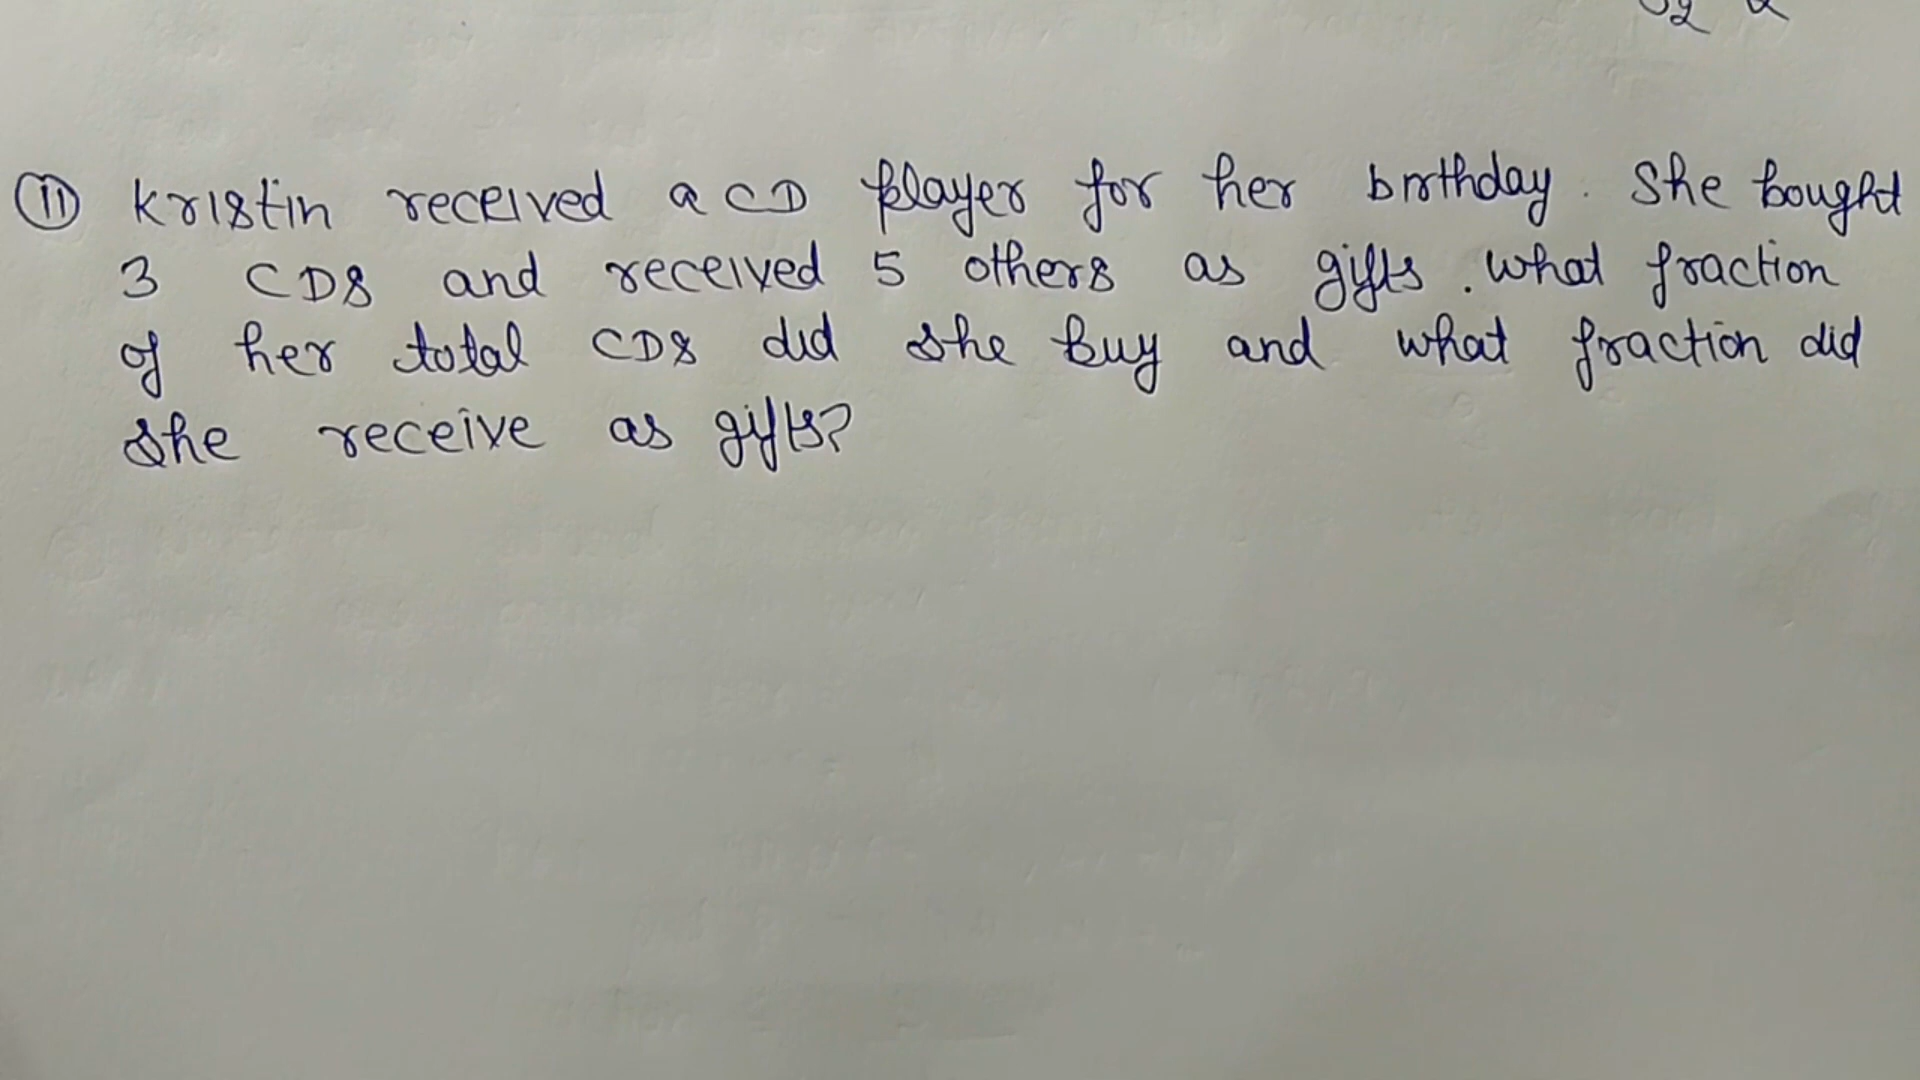 11 Kristin received a CD player for her birthday. She bought
3 CDs and received 5 others as gifts. what fraction
of her total CDs did she buy and what fraction did
she receive as gifts?